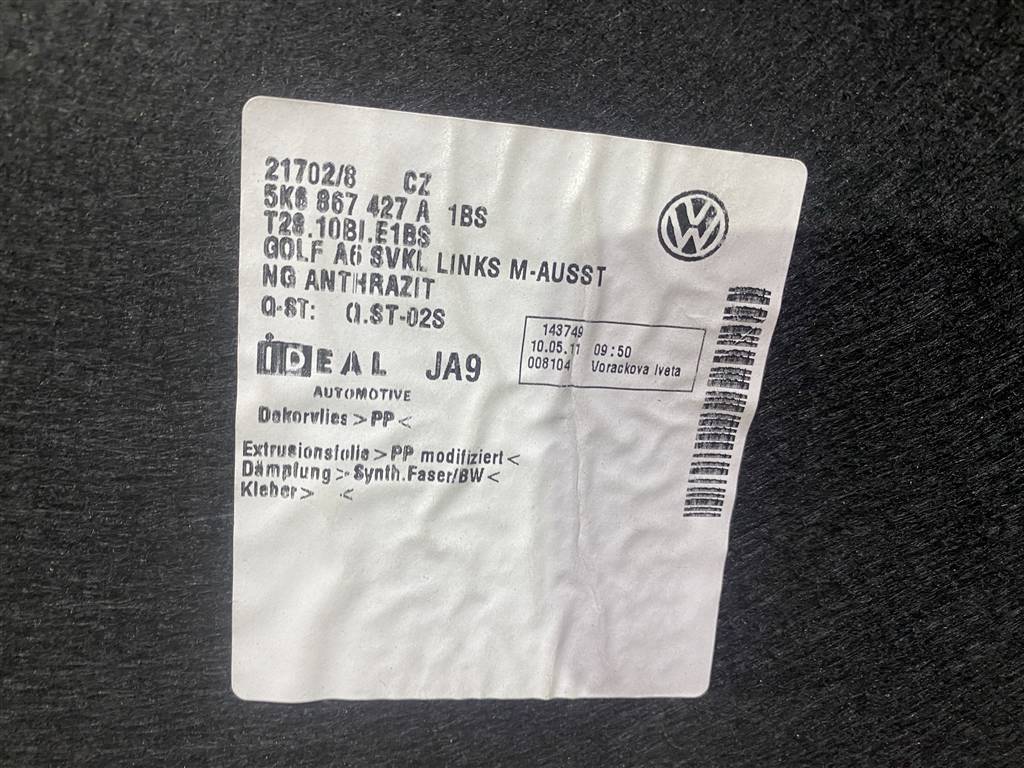 21702/8 CZ
5K6 867 427 A 1BS
T28.10BI.E1BS
GOLF A6 SVKL LINKS M-AUSST
NG ANTHRAZIT
Q-ST: Q.ST-02S
143749
10.05.11 09:50
008104 Vorackova Iveta
iDEAL JA9
AUTOMOTIVE
Dekorvlies >PP<
Extrusionsfolie >PP modifiziert<
Dämpfung > Synth.Faser/BW<
Kleber> <
VW